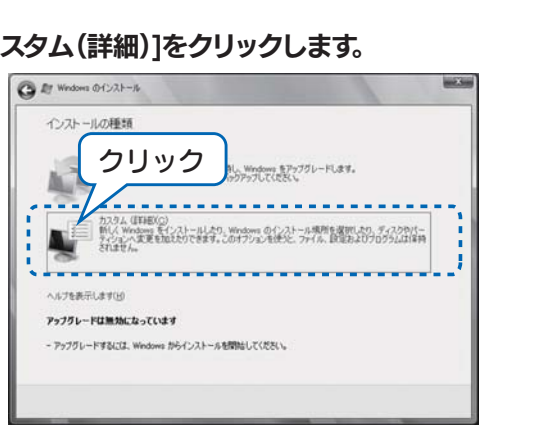 スタム（詳細）]をクリックします。
Windows のインストール
インストールの種類
クリック
し、Windows をアップグレードします。
ックアップしてください。
カスタム (詳細)(C)
新しく Windows をインストールしたり、Windows のインストール場所を選択したり、ディスクやパー
ティションへ変更を加えたりできます。このオプションを使うと、ファイル、設定およびプログラムは保持
されません。
ヘルプを表示します(H)
アップグレードは無効になっています
- アップグレードするには、Windows からインストールを開始してください。